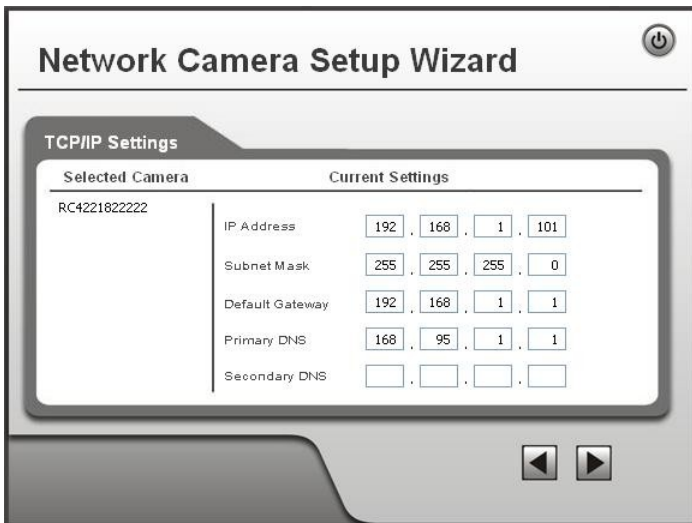 Network Camera Setup Wizard
TCP/IP Settings
Selected Camera Current Settings
RC4221822222
IP Address 192 . 168 . 1 . 101
Subnet Mask 255 . 255 . 255 . 0
Default Gateway 192 . 168 . 1 . 1
Primary DNS 168 . 95 . 1 . 1
Secondary DNS . . .